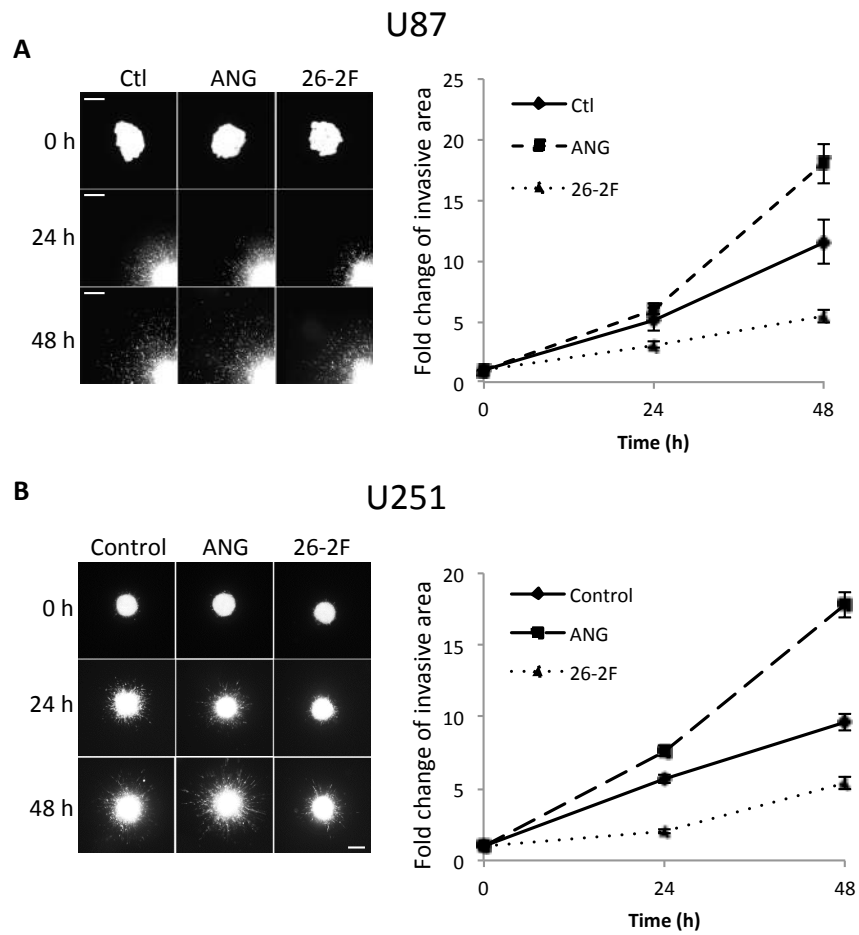 U87
A
Ctl ANG 26-2F
0 h
24 h
48 h
Fold change of invasive area
25
20
15
10
5
0
Ctl
ANG
26-2F
0 24 48
Time (h)
B
U251
Control ANG 26-2F
0 h
24 h
48 h
Fold change of invasive area
20
15
10
5
0
Control
ANG
26-2F
0 24 48
Time (h)